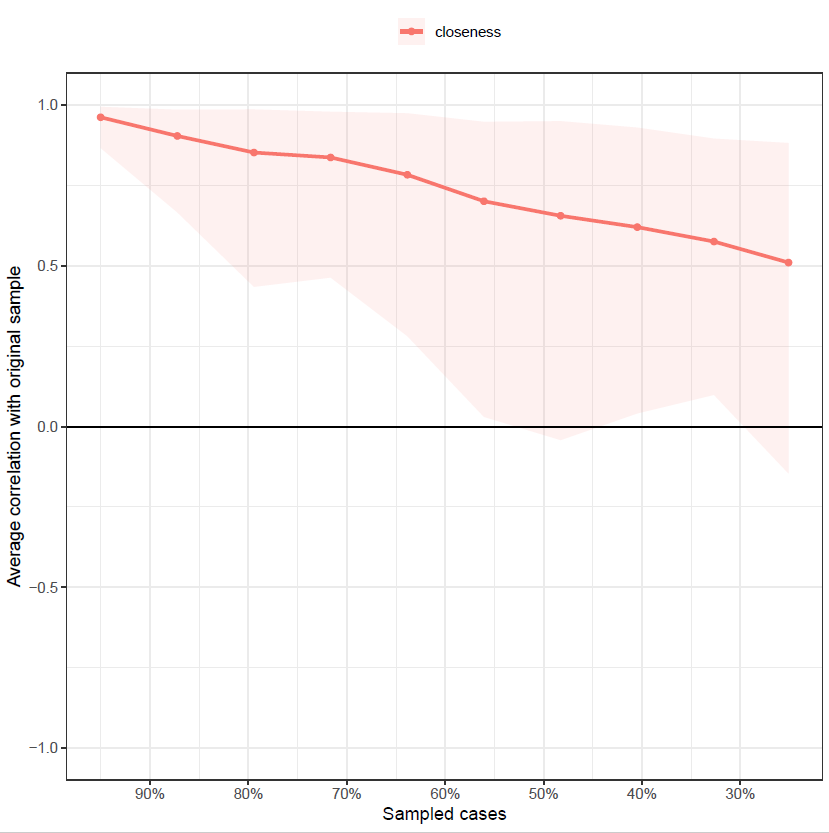 closeness
1.0
0.5
0.0
−0.5
−1.0
Average correlation with original sample
90% 80% 70% 60% 50% 40% 30%
Sampled cases